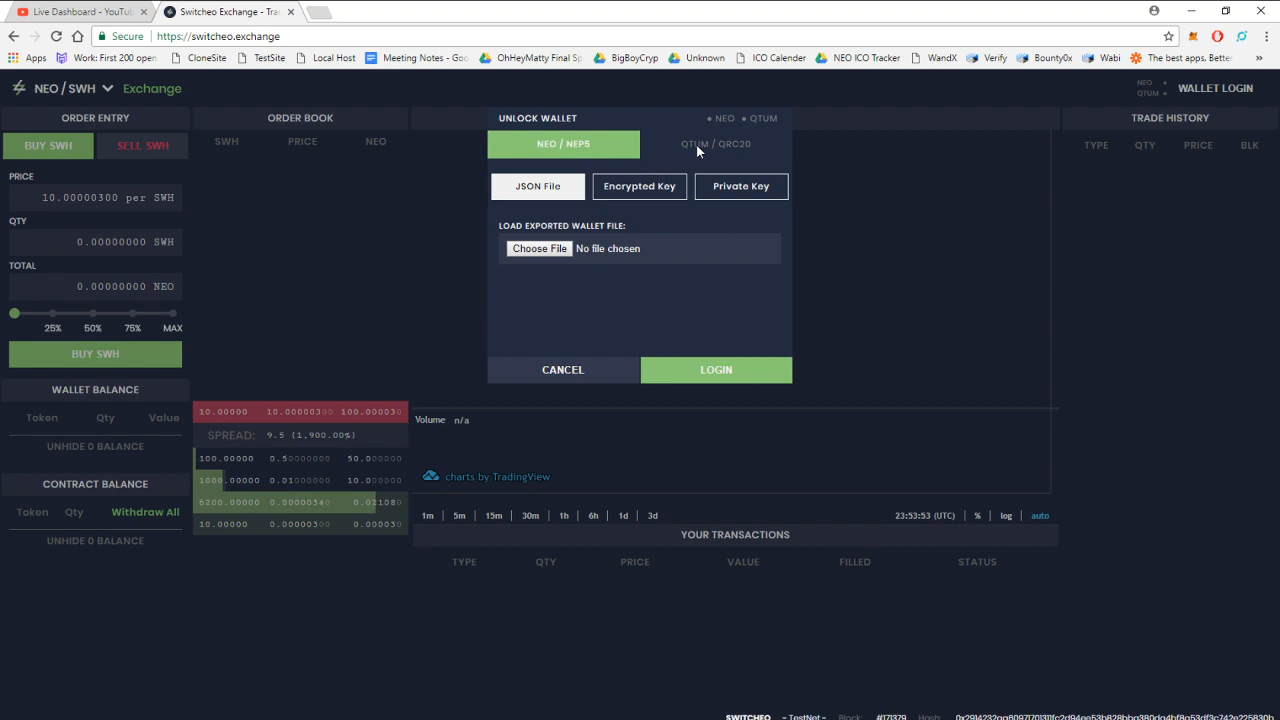 Live Dashboard - YouTu
Switcheo Exchange - Tra
Secure
https://switcheo.exchange
Apps
Work: First 200 open
CloneSite
TestSite
Local Host
Meeting Notes - Goo
OhHeyMatty Final Sp
BigBoyCryp
Unknown
ICO Calender
NEO ICO Tracker
WandX
Verify
Bounty0x
Wabi
The best apps. Better
NEO / SWH
Exchange
NEO
QTUM
WALLET LOGIN
ORDER ENTRY
ORDER BOOK
UNLOCK WALLET
NEO
QTUM
TRADE HISTORY
BUY SWH
SELL SWH
SWH
PRICE
NEO
NEO / NEP5
QTUM / QRC20
TYPE
QTY
PRICE
BLK
PRICE
10.00000300 per SWH
JSON File
Encrypted Key
Private Key
QTY
0.00000000 SWH
LOAD EXPORTED WALLET FILE:
Choose File
No file chosen
TOTAL
0.00000000 NEO
25%
50%
75%
MAX
BUY SWH
CANCEL
LOGIN
WALLET BALANCE
Token
Qty
Value
UNHIDE 0 BALANCE
10.00000
10.00000300
100.000030
SPREAD:
9.5 (1,900.00%)
100.00000
0.50000000
50.000000
1000.00000
0.01000000
10.000000
6200.00000
0.00000340
0.021080
10.00000
0.00000300
0.000030
Volume
n/a
charts by TradingView
CONTRACT BALANCE
Token
Qty
Withdraw All
UNHIDE 0 BALANCE
1m
5m
15m
30m
1h
6h
1d
3d
23:53:53 (UTC)
%
log
auto
YOUR TRANSACTIONS
TYPE
QTY
PRICE
VALUE
FILLED
STATUS
SWITCHEO
- TestNet -
Block:
#171379
Hash: